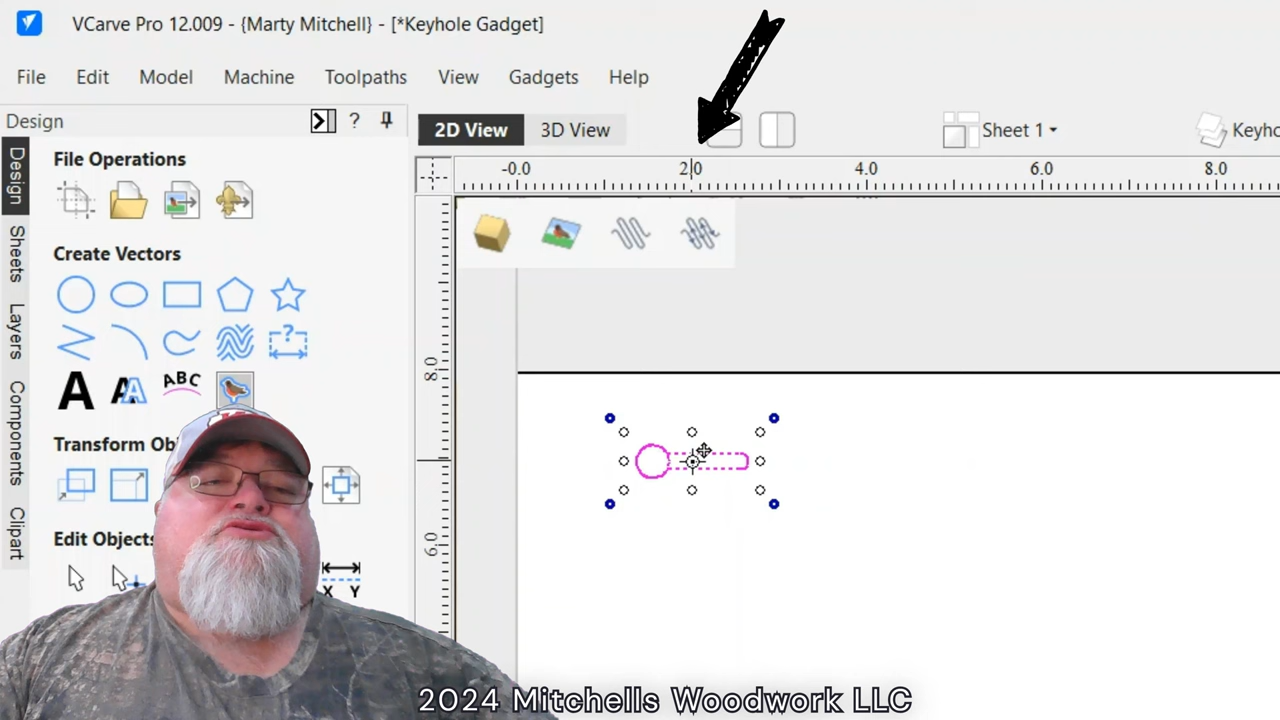 VCarve Pro 12.009 - {Marty Mitchell} - [*Keyhole Gadget]
File Edit Model Machine Toolpaths View Gadgets Help
Design ?
2D View 3D View Sheet 1
Design
Sheets
Layers
Components
Clipart
File Operations
Create Vectors
?
A A A ABC
Edit Objects
X Y
-0.0 2.0 4.0 6.0 8.0
8.0
6.0
2024 Mitchells Woodwork LLC